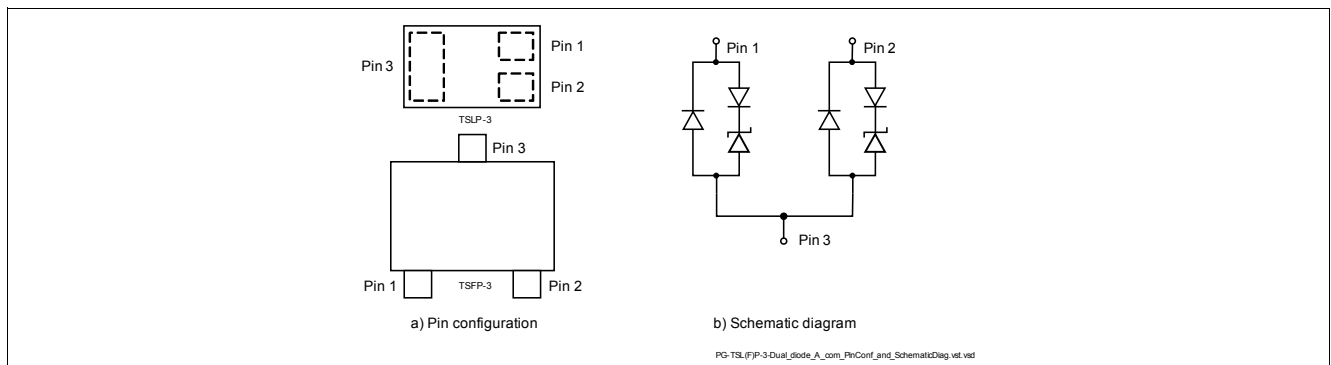 Pin 3
Pin 1
Pin 2
TSLP-3
Pin 3
Pin 1
TSFP-3
Pin 2
a) Pin configuration
Pin 1
Pin 2
Pin 3
b) Schematic diagram
PG-TSL(F)P-3-Dual_diode_A_com_PinConf_and_SchematicDiag.vst.vsd